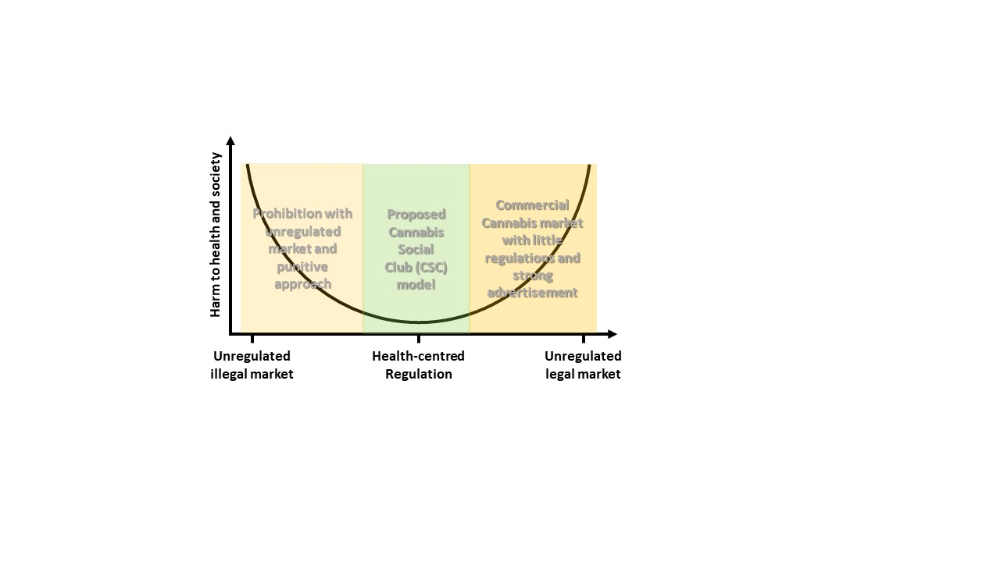 Harm to health and society
Prohibition with
unregulated
market and
punitive
approach
Proposed
Cannabis
Social
Club (CSC)
model
Commercial
Cannabis market
with little
regulations and
strong
advertisement
Unregulated
illegal market
Health-centred
Regulation
Unregulated
legal market